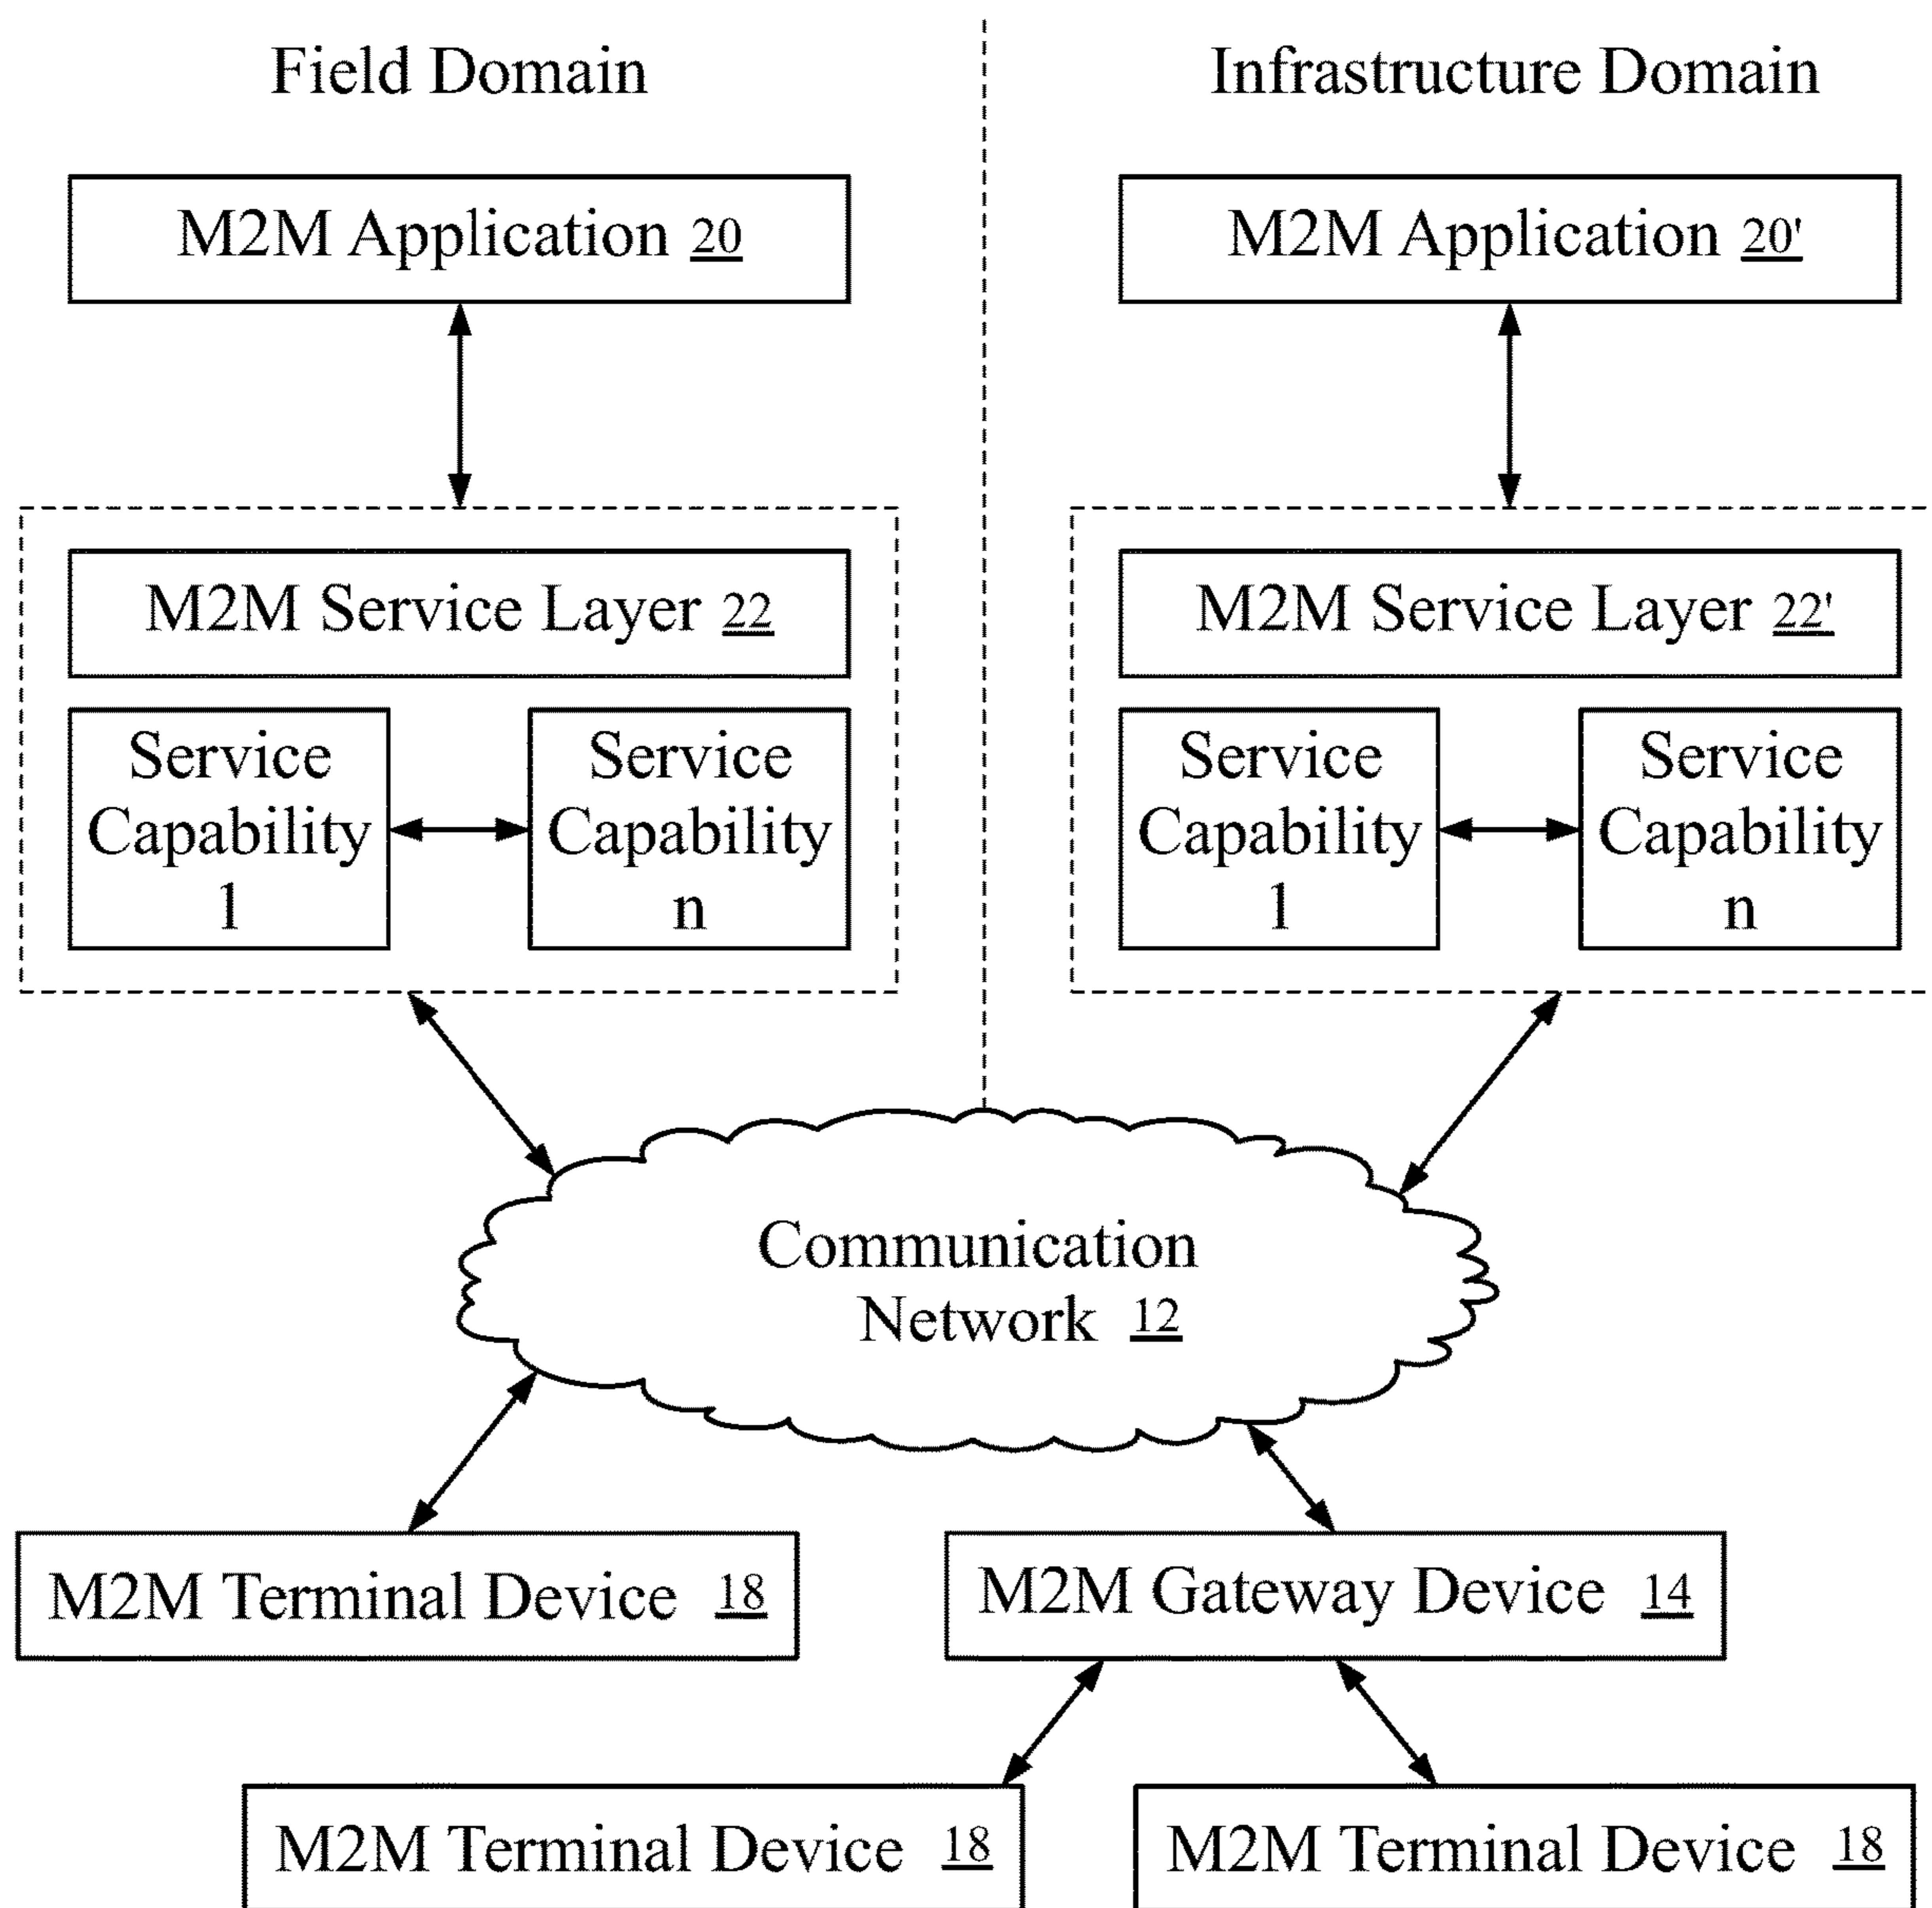 Field Domain
Infrastructure Domain
M2M Application 20
M2M Application 20'
M2M Service Layer 22
M2M Service Layer 22'
Service
Capability
1
Service
Capability
n
Service
Capability
1
Service
Capability
n
Communication
Network 12
M2M Terminal Device 18
M2M Gateway Device 14
M2M Terminal Device 18
M2M Terminal Device 18